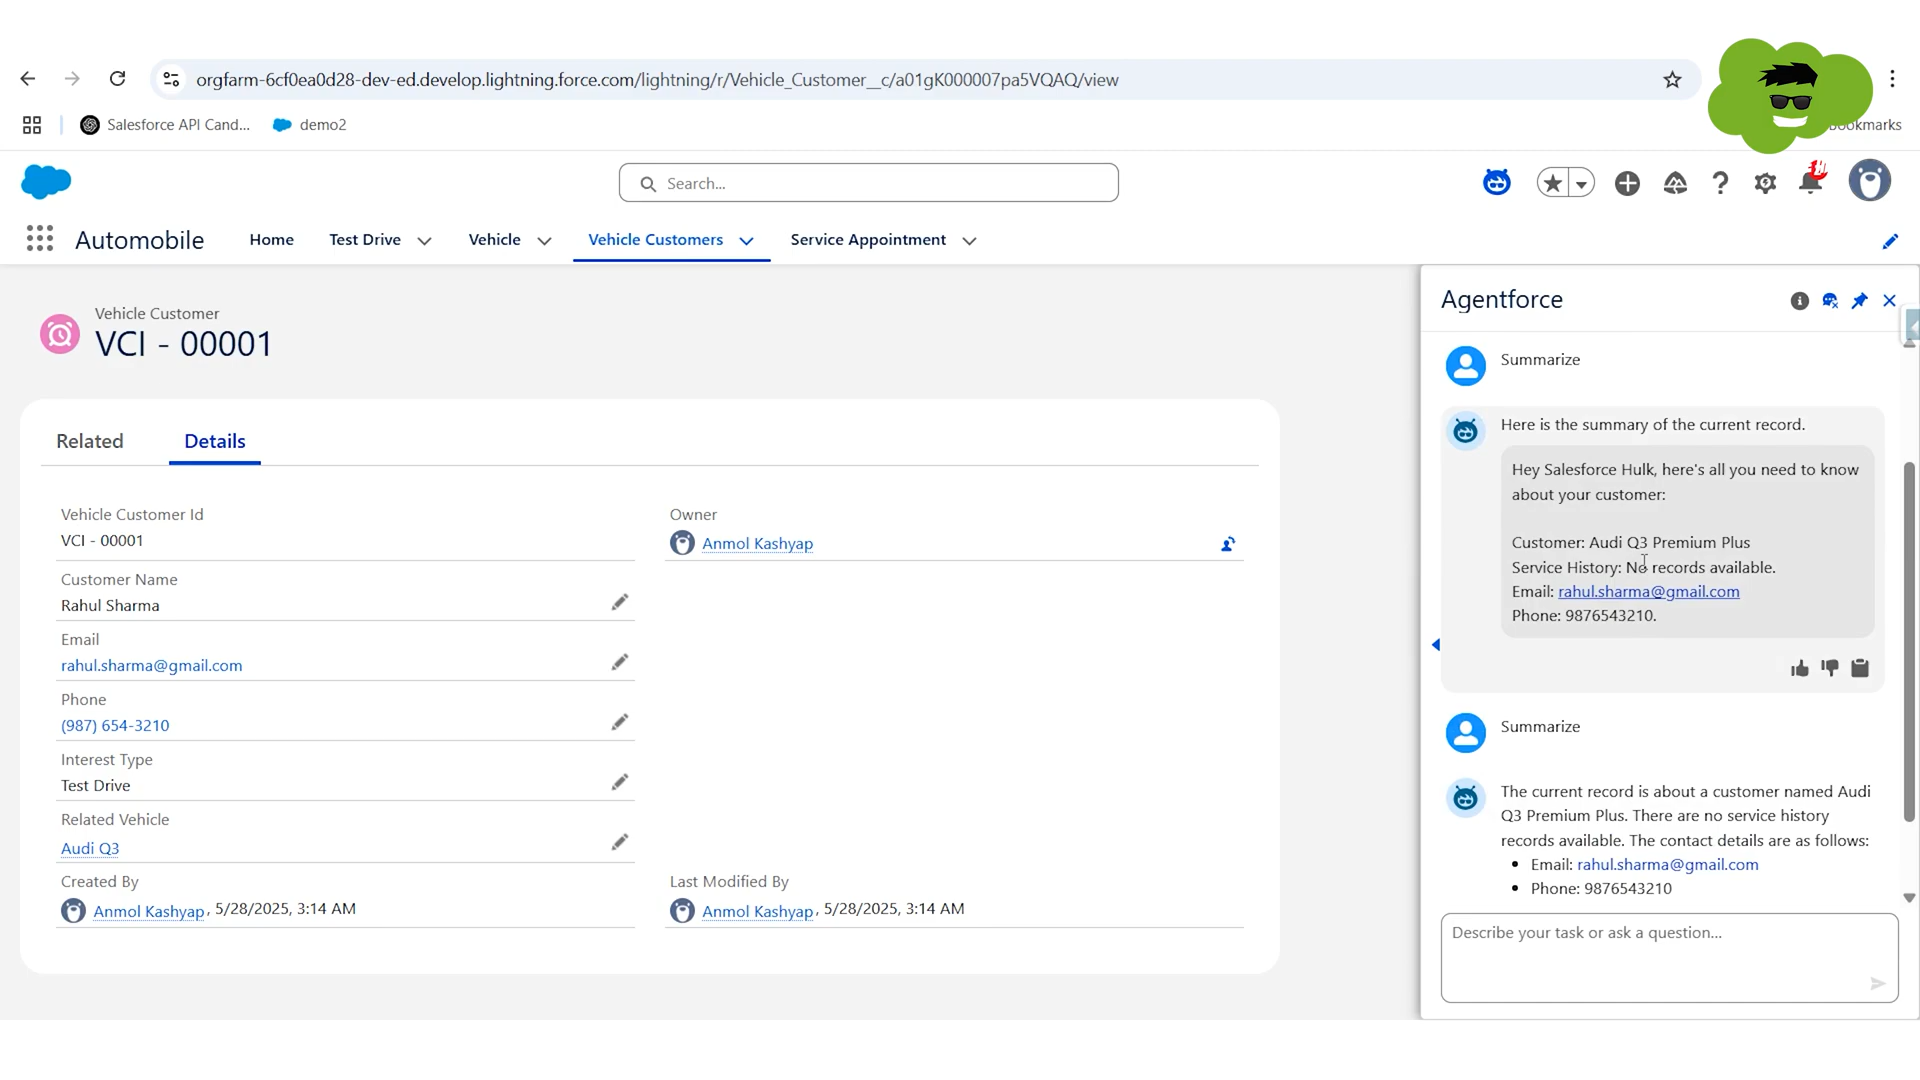 orgfarm-6cf0ea0d28-dev-ed.develop.lightning.force.com/lightning/r/Vehicle_Customer__c/a01gK000007pa5VQAQ/view
Salesforce API Cand...
demo2
Bookmarks
Search...
Automobile
Home
Test Drive
Vehicle
Vehicle Customers
Service Appointment
Vehicle Customer
VCI - 00001
Related
Details
Vehicle Customer Id
VCI - 00001
Customer Name
Rahul Sharma
Email
rahul.sharma@gmail.com
Phone
(987) 654-3210
Interest Type
Test Drive
Related Vehicle
Audi Q3
Created By
Anmol Kashyap, 5/28/2025, 3:14 AM
Owner
Anmol Kashyap
Last Modified By
Anmol Kashyap, 5/28/2025, 3:14 AM
Agentforce
Summarize
Here is the summary of the current record.
Hey Salesforce Hulk, here's all you need to know
about your customer:
Customer: Audi Q3 Premium Plus
Service History: No records available.
Email: rahul.sharma@gmail.com
Phone: 9876543210.
Summarize
The current record is about a customer named Audi
Q3 Premium Plus. There are no service history
records available. The contact details are as follows:
• Email: rahul.sharma@gmail.com
• Phone: 9876543210
Describe your task or ask a question...